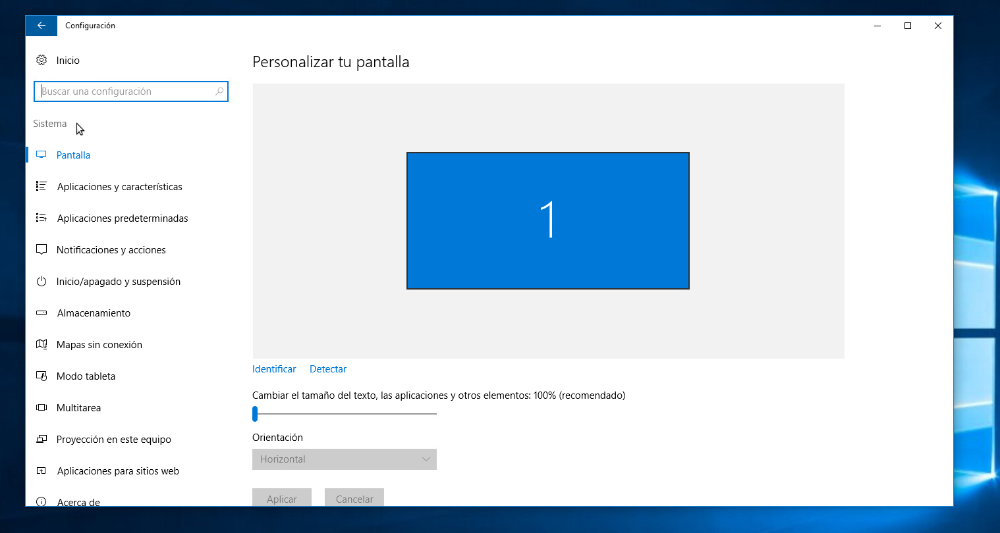 Configuración
Inicio
Buscar una configuración
Sistema
Pantalla
Aplicaciones y características
Aplicaciones predeterminadas
Notificaciones y acciones
Inicio/apagado y suspensión
Almacenamiento
Mapas sin conexión
Modo tableta
Multitarea
Proyección en este equipo
Aplicaciones para sitios web
Acerca de
Personalizar tu pantalla
1
Identificar Detectar
Cambiar el tamaño del texto, las aplicaciones y otros elementos: 100% (recomendado)
Orientación
Horizontal
Aplicar Cancelar